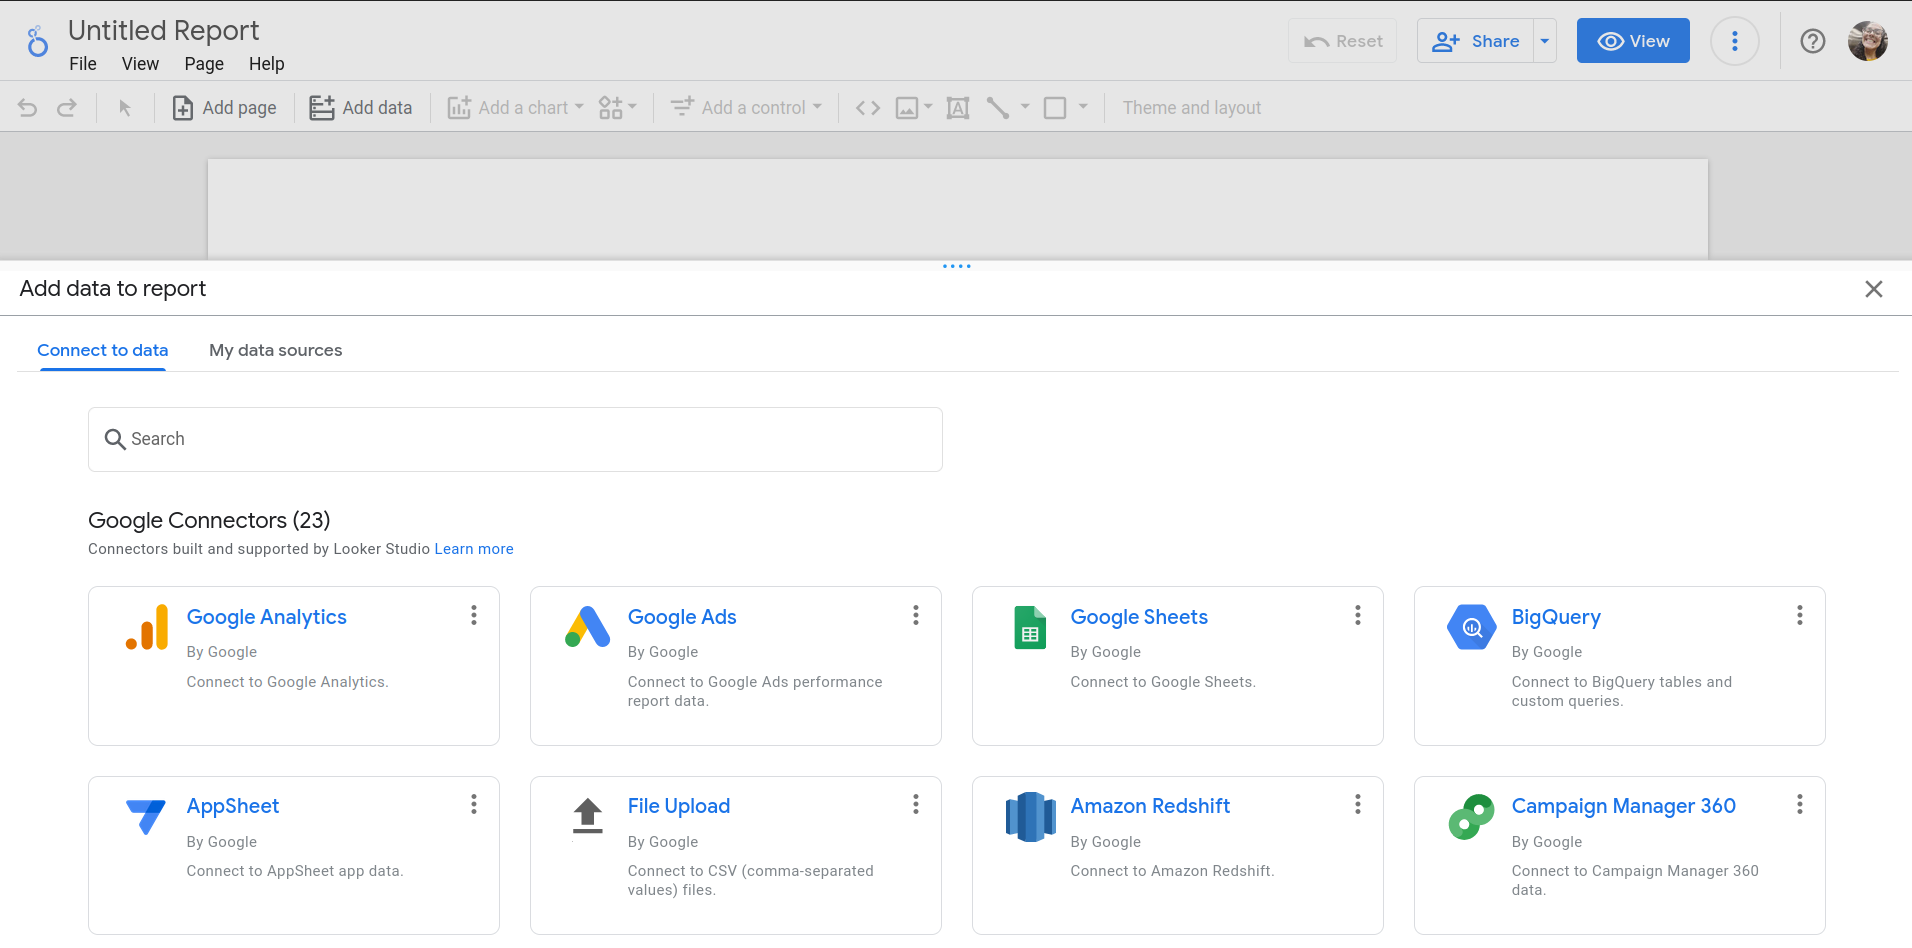 Untitled Report
File View Page Help
Reset Share View
Add page Add data Add a chart Add a control Theme and layout
Add data to report
Connect to data My data sources
Search
Google Connectors (23)
Connectors built and supported by Looker Studio Learn more
Google Analytics
By Google
Connect to Google Analytics.
Google Ads
By Google
Connect to Google Ads performance
report data.
Google Sheets
By Google
Connect to Google Sheets.
BigQuery
By Google
Connect to BigQuery tables and
custom queries.
AppSheet
By Google
Connect to AppSheet app data.
File Upload
By Google
Connect to CSV (comma-separated
values) files.
Amazon Redshift
By Google
Connect to Amazon Redshift.
Campaign Manager 360
By Google
Connect to Campaign Manager 360
data.